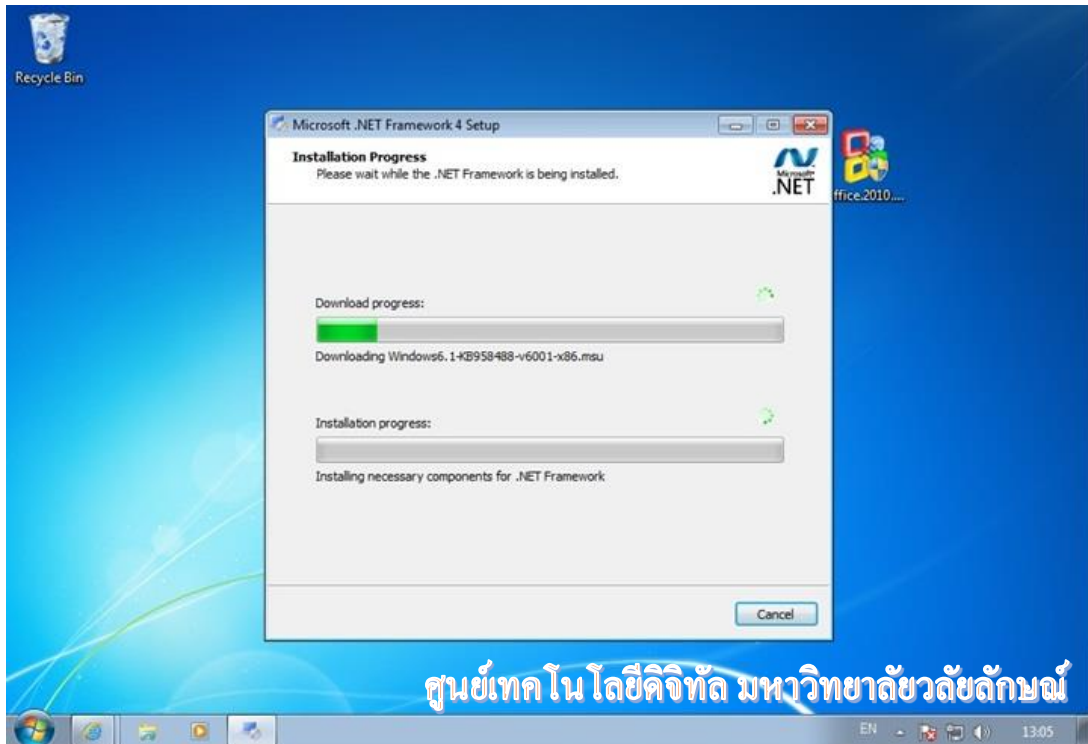 Recycle Bin
Microsoft .NET Framework 4 Setup
Installation Progress
Please wait while the .NET Framework is being installed.
Microsoft
.NET
ffice.2010....
Download progress:
Downloading Windows6.1-KB958488-v6001-x86.msu
Installation progress:
Installing necessary components for .NET Framework
Cancel
ศูนย์เทคโนโลยีดิจิทัล มหาวิทยาลัยวลัยลักษณ์
EN
13:05